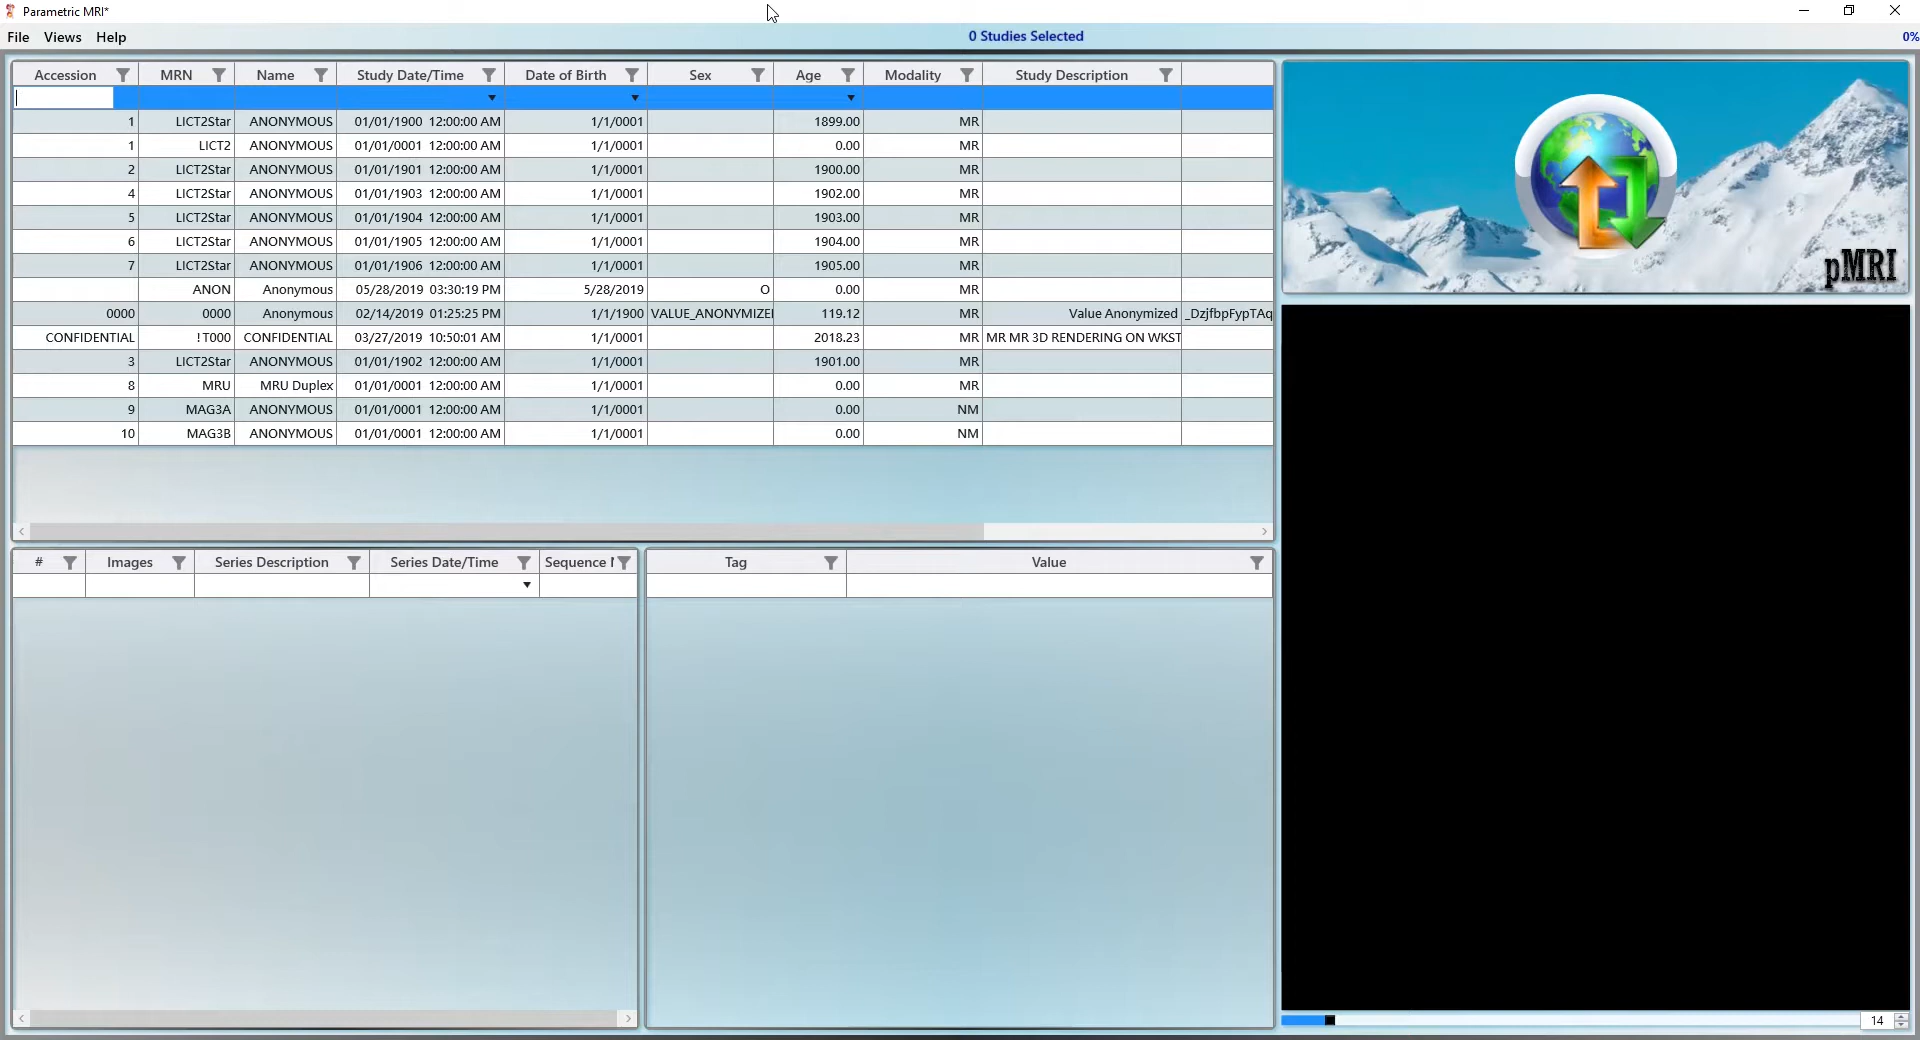 Parametric MRI*
File Views Help 0 Studies Selected 0%
Accession MRN Name Study Date/Time Date of Birth Sex Age Modality Study Description
1 LICT2Star ANONYMOUS 01/01/1900 12:00:00 AM 1/1/0001 1899.00 MR
1 LICT2 ANONYMOUS 01/01/0001 12:00:00 AM 1/1/0001 0.00 MR
2 LICT2Star ANONYMOUS 01/01/1901 12:00:00 AM 1/1/0001 1900.00 MR
4 LICT2Star ANONYMOUS 01/01/1903 12:00:00 AM 1/1/0001 1902.00 MR
5 LICT2Star ANONYMOUS 01/01/1904 12:00:00 AM 1/1/0001 1903.00 MR
6 LICT2Star ANONYMOUS 01/01/1905 12:00:00 AM 1/1/0001 1904.00 MR
7 LICT2Star ANONYMOUS 01/01/1906 12:00:00 AM 1/1/0001 1905.00 MR
ANON Anonymous 05/28/2019 03:30:19 PM 5/28/2019 O 0.00 MR
0000 0000 Anonymous 02/14/2019 01:25:25 PM 1/1/1900 VALUE_ANONYMIZE 119.12 MR Value Anonymized _DzjfbpFypTAq
CONFIDENTIAL !T000 CONFIDENTIAL 03/27/2019 10:50:01 AM 1/1/0001 2018.23 MR MR MR 3D RENDERING ON WKST
3 LICT2Star ANONYMOUS 01/01/1902 12:00:00 AM 1/1/0001 1901.00 MR
8 MRU MRU Duplex 01/01/0001 12:00:00 AM 1/1/0001 0.00 MR
9 MAG3A ANONYMOUS 01/01/0001 12:00:00 AM 1/1/0001 0.00 NM
10 MAG3B ANONYMOUS 01/01/0001 12:00:00 AM 1/1/0001 0.00 NM
pMRI
# Images Series Description Series Date/Time Sequence
Tag Value
14